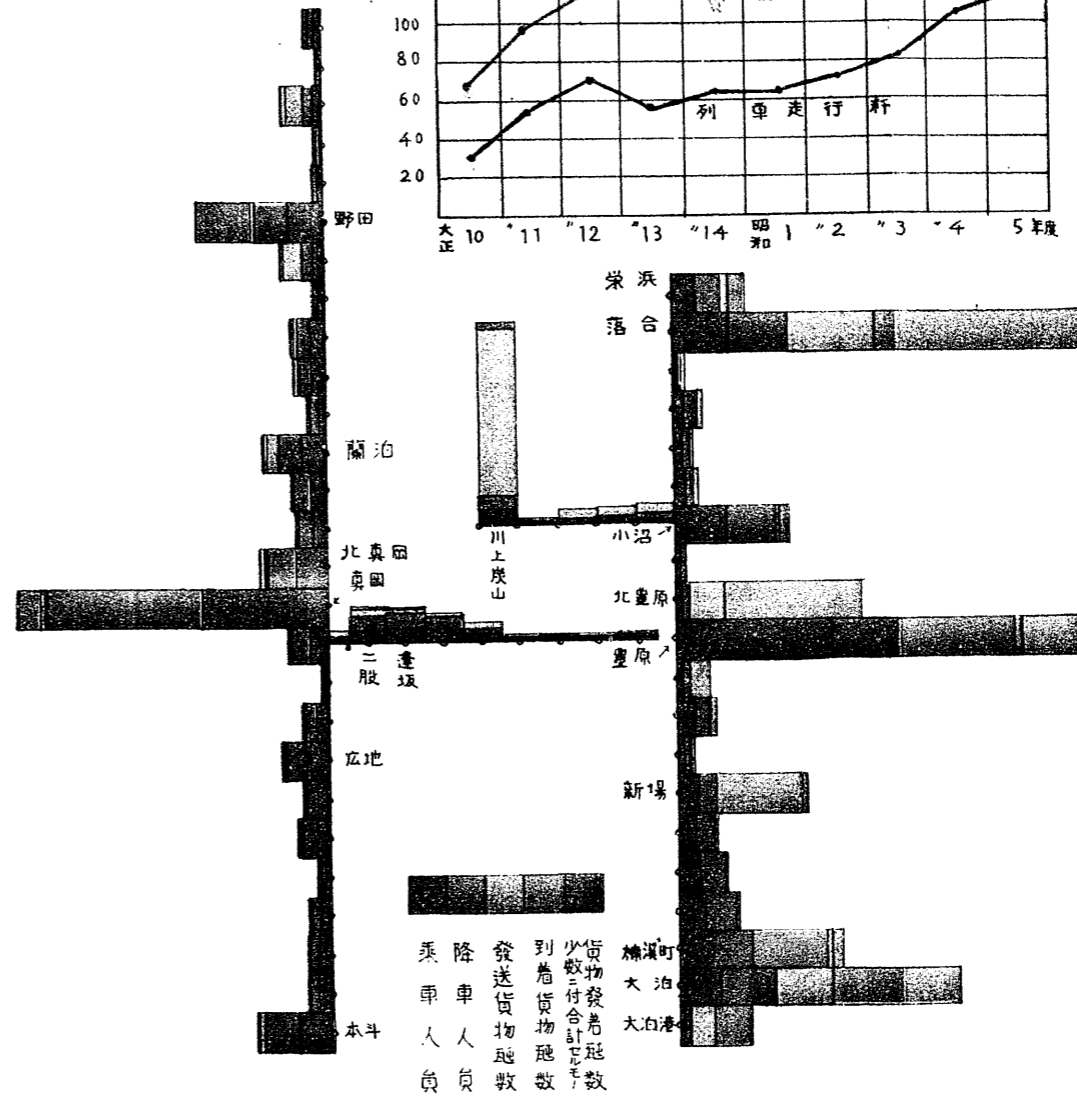 100
80
60
40
20
列車走行粁
大正10 〃11 〃12 〃13 〃14 昭和1 〃2 〃3 〃4 5年度
野田
蘭泊
北真岡
真岡
二股
逢坂
広地
本斗
川上炭山
栄浜
落合
小沼
北豊原
豊原
新場
楠渓町
大泊
大泊港
乗車人員
降車人員
發送貨物瓲数
到着貨物瓲数
貨物發着瓲数
少数ニ付合計セルモノ